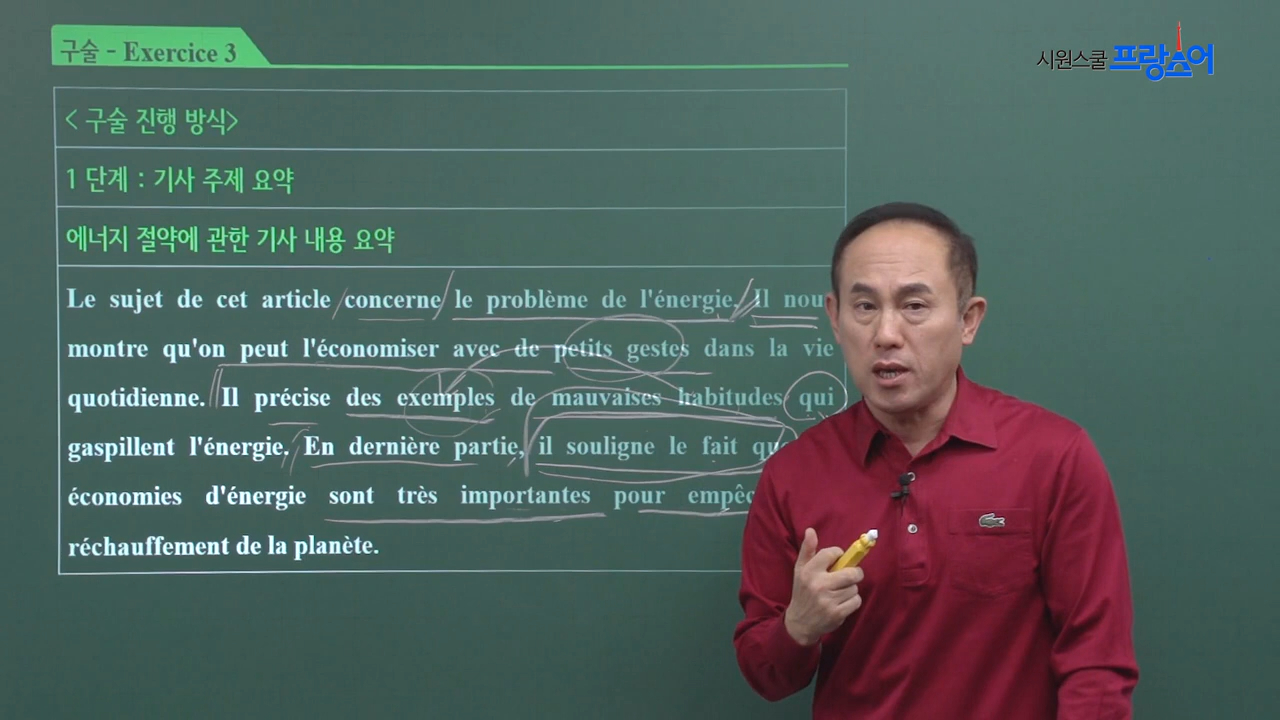 구술 - Exercice 3
시원스쿨 프랑스어
< 구술 진행 방식>
1 단계 : 기사 주제 요약
에너지 절약에 관한 기사 내용 요약
Le sujet de cet article concerne le problème de l'énergie. Il
montre qu'on peut l'économiser avec de petits gestes dans la vie
quotidienne. Il précise des exemples de mauvaises habitudes qui
gaspillent l'énergie. En dernière partie, il souligne le fait
économies d'énergie sont très importantes pour
réchauffement de la planète.